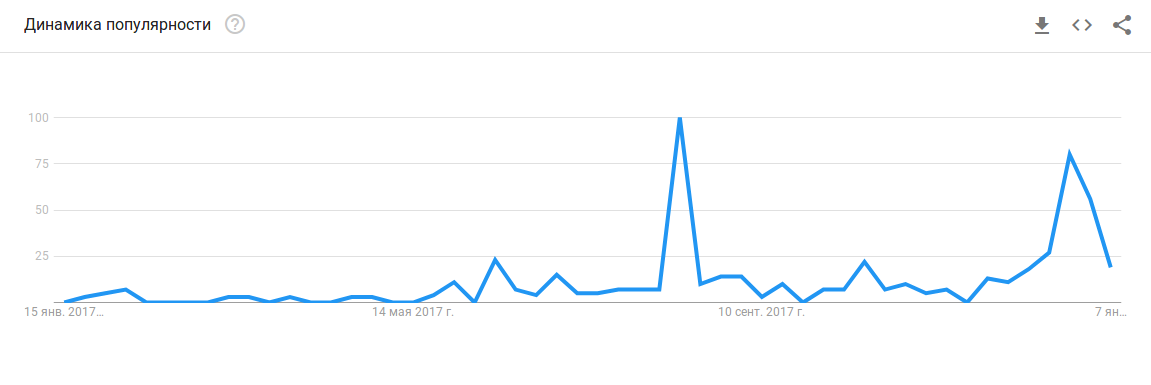 Динамика популярности
100
75
50
25
15 янв. 2017…
14 мая 2017 г.
10 сент. 2017 г.
7 ян…